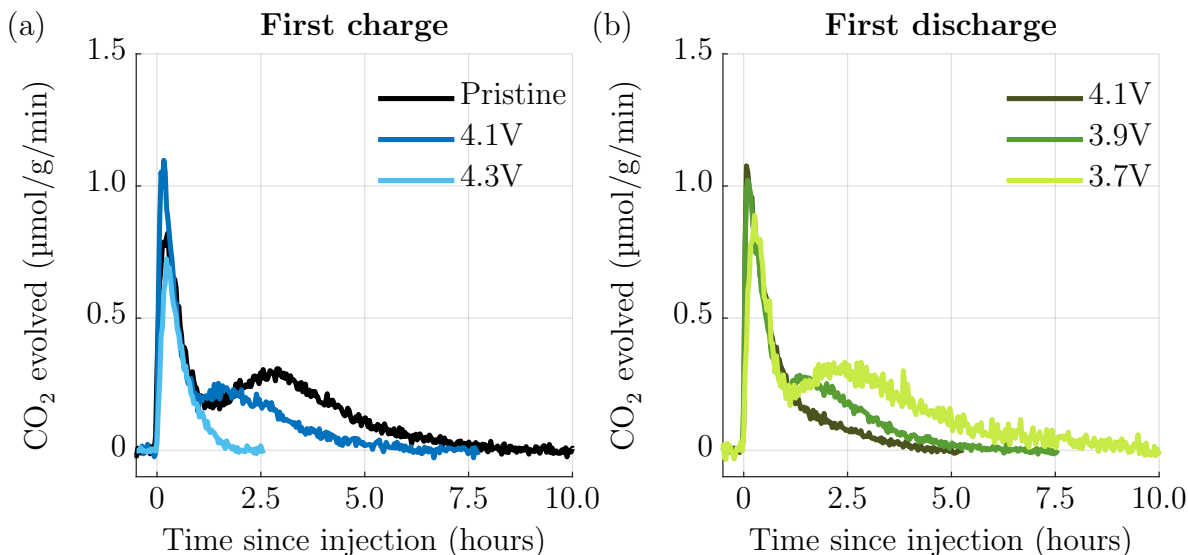 (a)
First charge
CO₂ evolved (µmol/g/min)
1.5
1.0
0.5
0
Pristine
4.1V
4.3V
0 2.5 5.0 7.5 10.0
Time since injection (hours)
(b)
First discharge
CO₂ evolved (µmol/g/min)
1.5
1.0
0.5
0
4.1V
3.9V
3.7V
0 2.5 5.0 7.5 10.0
Time since injection (hours)